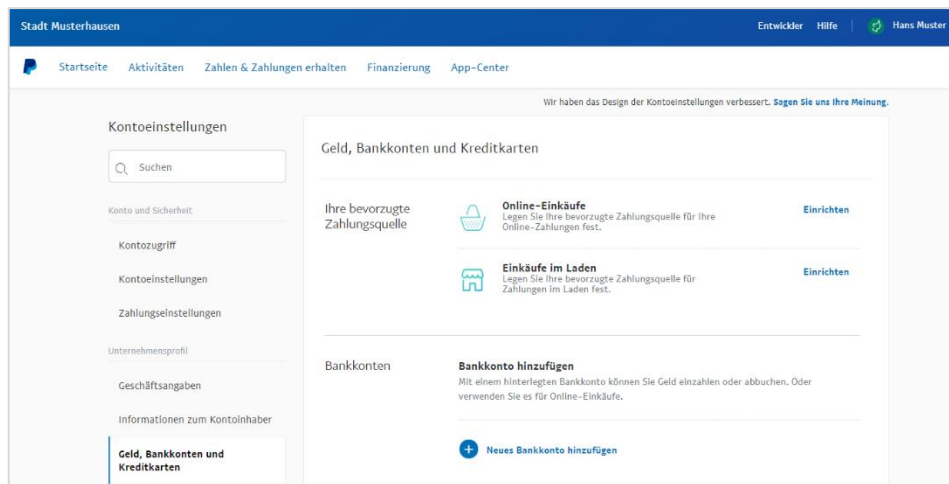 Stadt Musterhausen
Entwickler Hilfe Hans Muster
Startseite Aktivitäten Zahlen & Zahlungen erhalten Finanzierung App-Center
Wir haben das Design der Kontoeinstellungen verbessert. Sagen Sie uns Ihre Meinung.
Kontoeinstellungen
Suchen
Konto und Sicherheit
Kontozugriff
Kontoeinstellungen
Zahlungseinstellungen
Unternehmensprofil
Geschäftsangaben
Informationen zum Kontoinhaber
Geld, Bankkonten und
Kreditkarten
Geld, Bankkonten und Kreditkarten
Ihre bevorzugte
Zahlungsquelle
Online-Einkäufe
Legen Sie Ihre bevorzugte Zahlungsquelle für Ihre
Online-Zahlungen fest.
Einrichten
Einkäufe im Laden
Legen Sie Ihre bevorzugte Zahlungsquelle für
Zahlungen im Laden fest.
Einrichten
Bankkonten
Bankkonto hinzufügen
Mit einem hinterlegten Bankkonto können Sie Geld einzahlen oder abbuchen. Oder
verwenden Sie es für Online-Einkäufe.
Neues Bankkonto hinzufügen